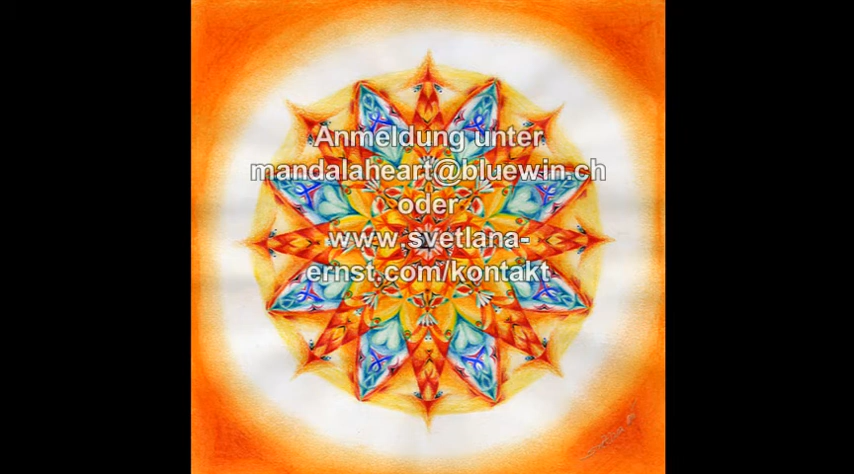 Anmeldung unter
mandalaheart@bluewin.ch
oder
www.svetlana-
ernst.com/kontakt